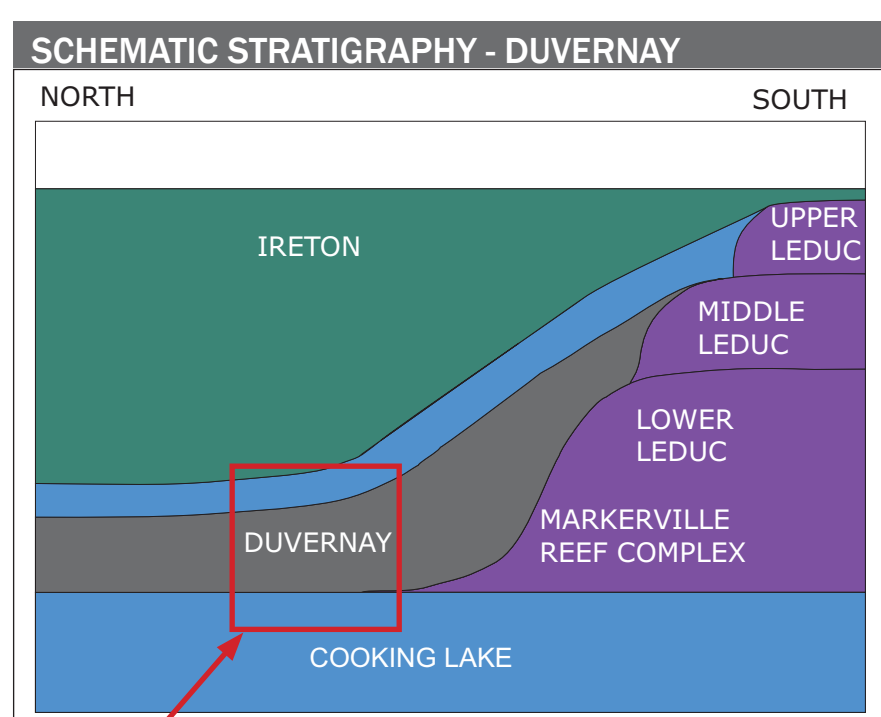 SCHEMATIC STRATIGRAPHY - DUVERNAY
NORTH
SOUTH
IRETON
UPPER
LEDUC
MIDDLE
LEDUC
LOWER
LEDUC
MARKERVILLE
REEF COMPLEX
DUVERNAY
COOKING LAKE